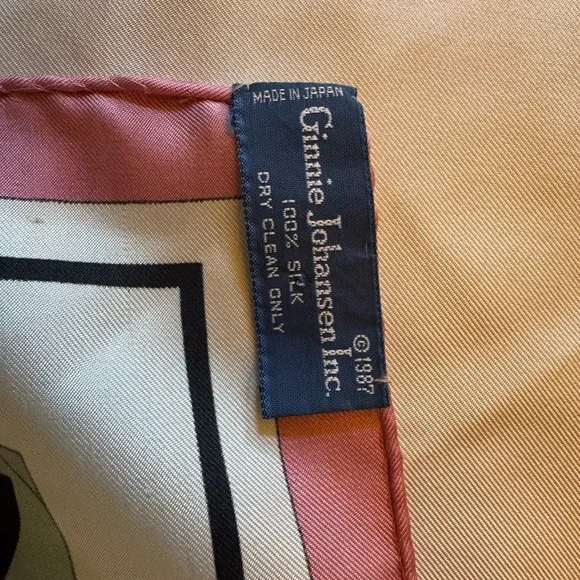 MADE IN JAPAN
Ginnie Johansen Inc.
100% SILK
DRY CLEAN ONLY
© 1987